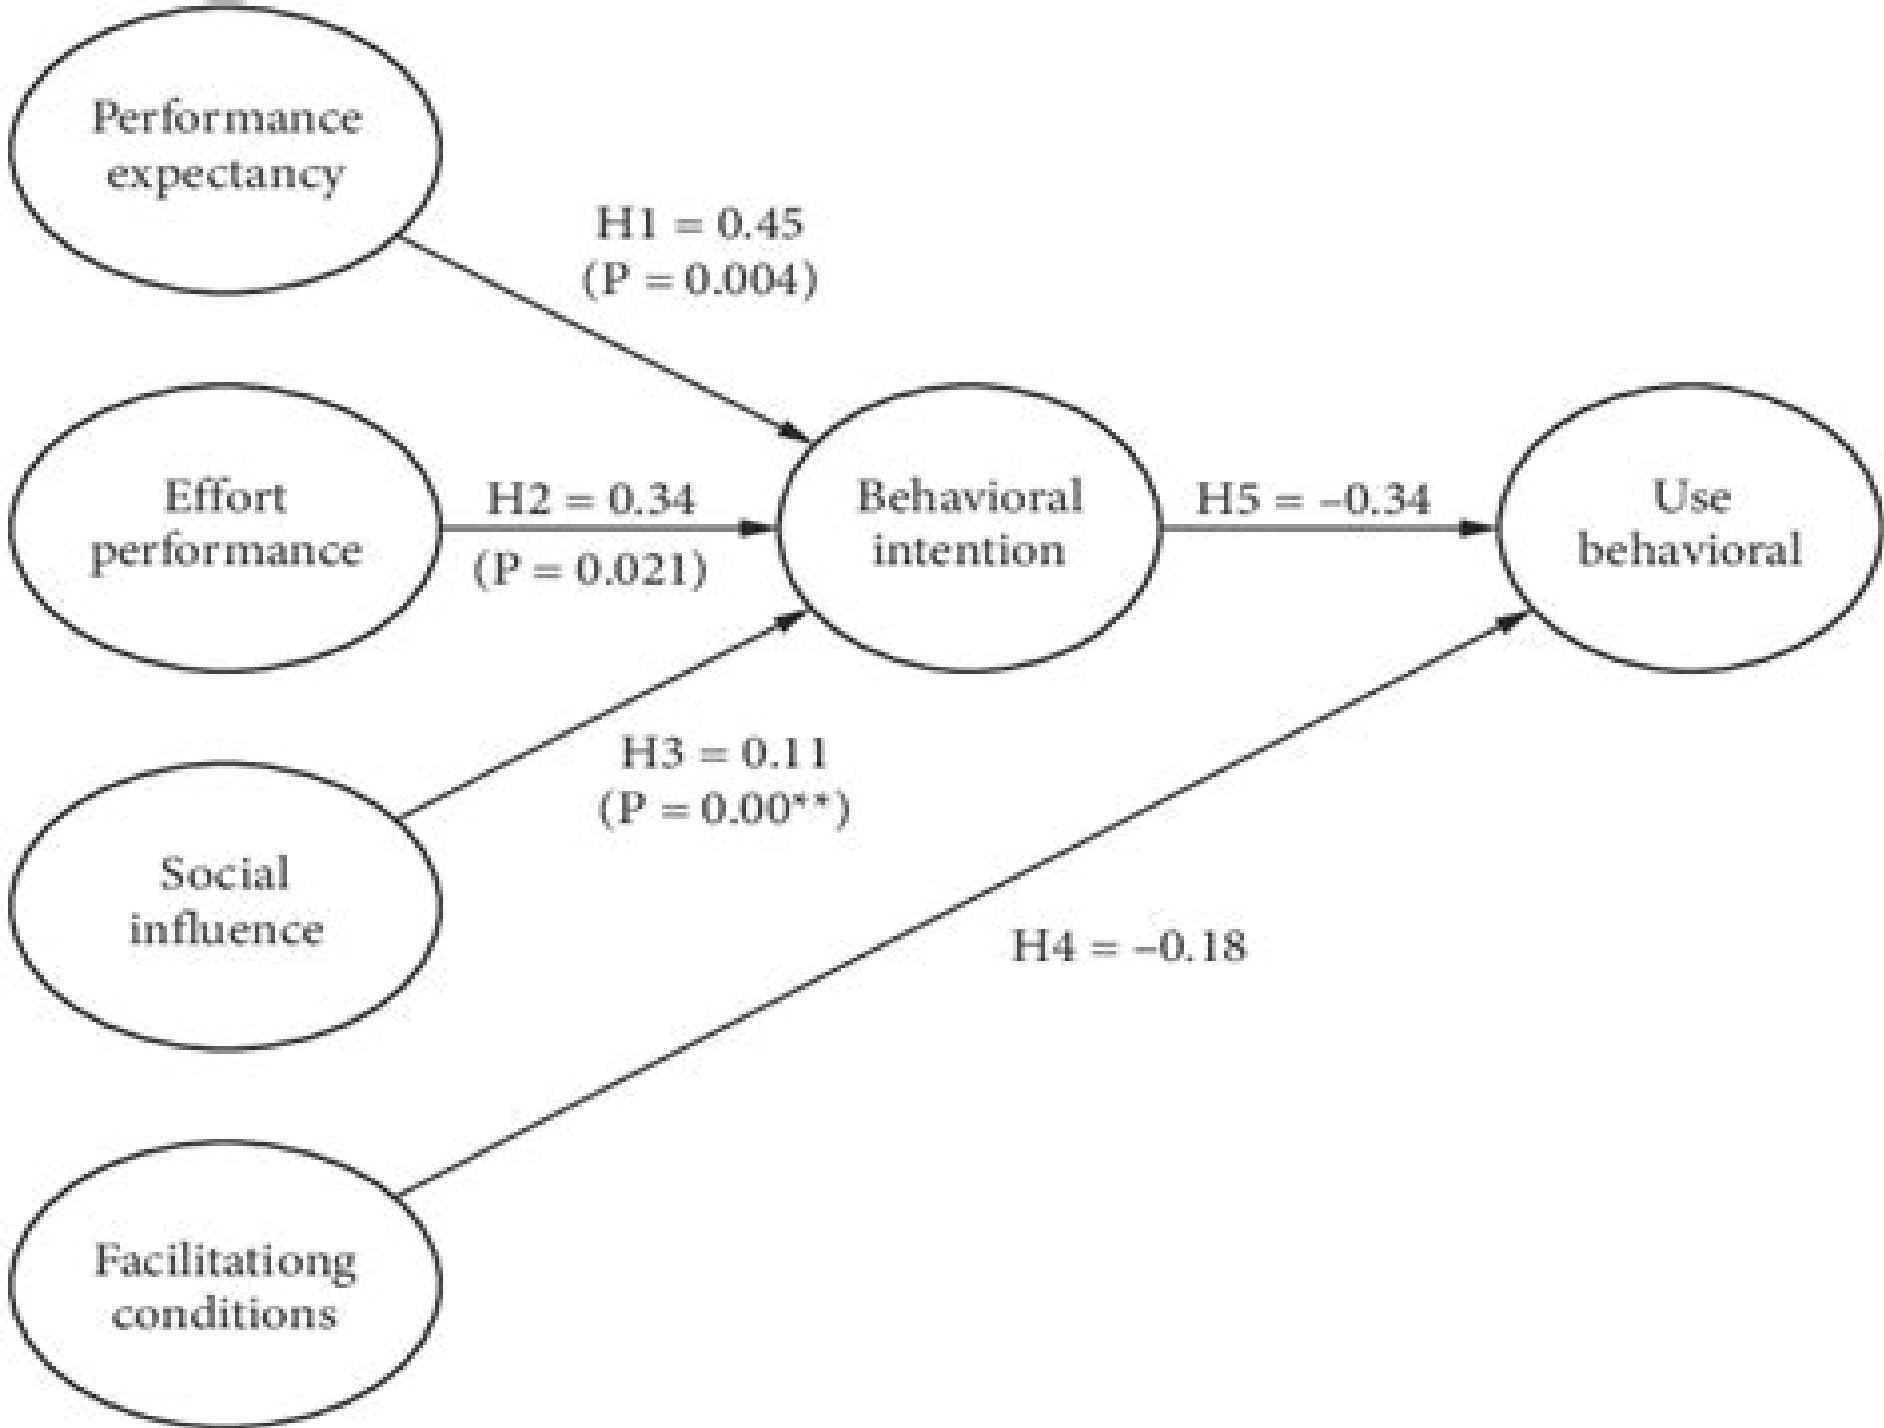 Performance
expectancy
H1 = 0.45
(P = 0.004)
Effort
performance
H2 = 0.34
(P = 0.021)
Behavioral
intention
H5 = –0.34
Use
behavioral
H3 = 0.11
(P = 0.00**)
Social
influence
H4 = –0.18
Facilitationg
conditions